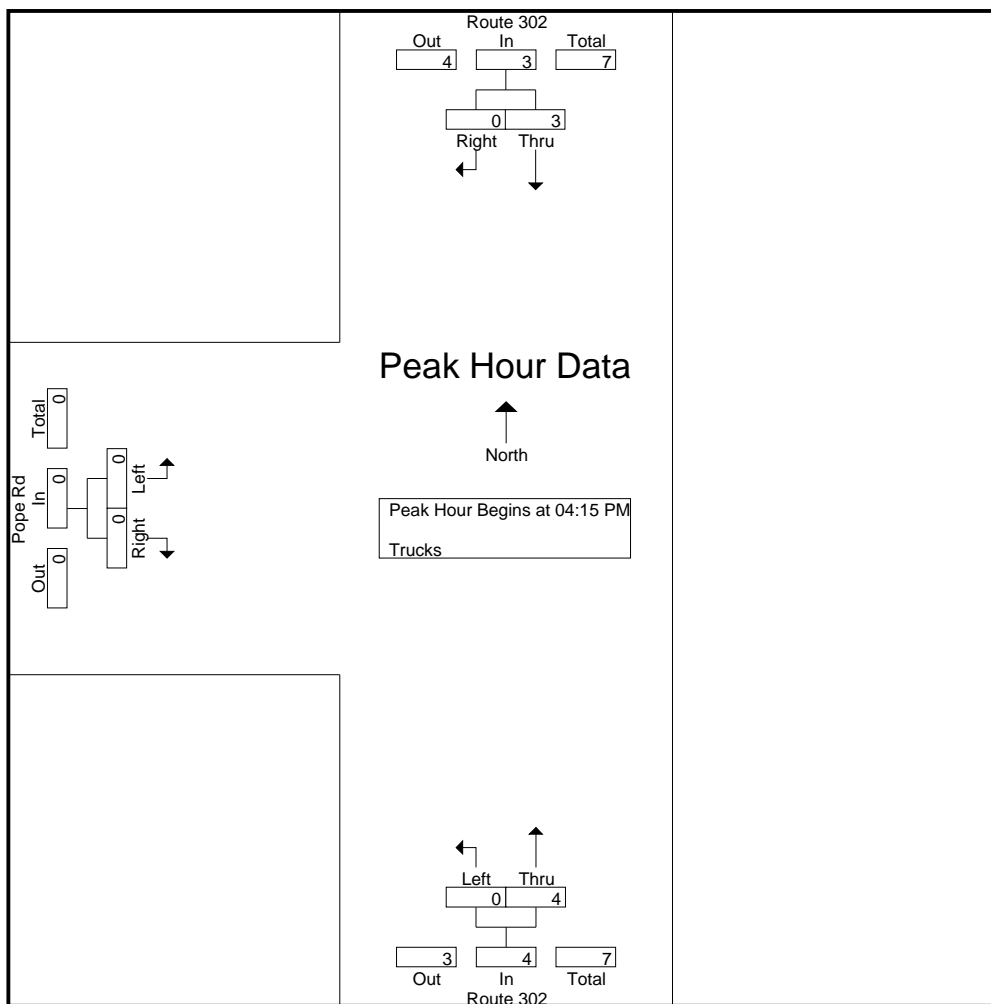 Route 302
Out In Total
4 3 7
0 3
Right Thru
Peak Hour Data
North
Peak Hour Begins at 04:15 PM
Trucks
Pope Rd
Out In Total
0 0 0
Right Left
0 0
Left Thru
0 4
3 4 7
Out In Total
Route 302